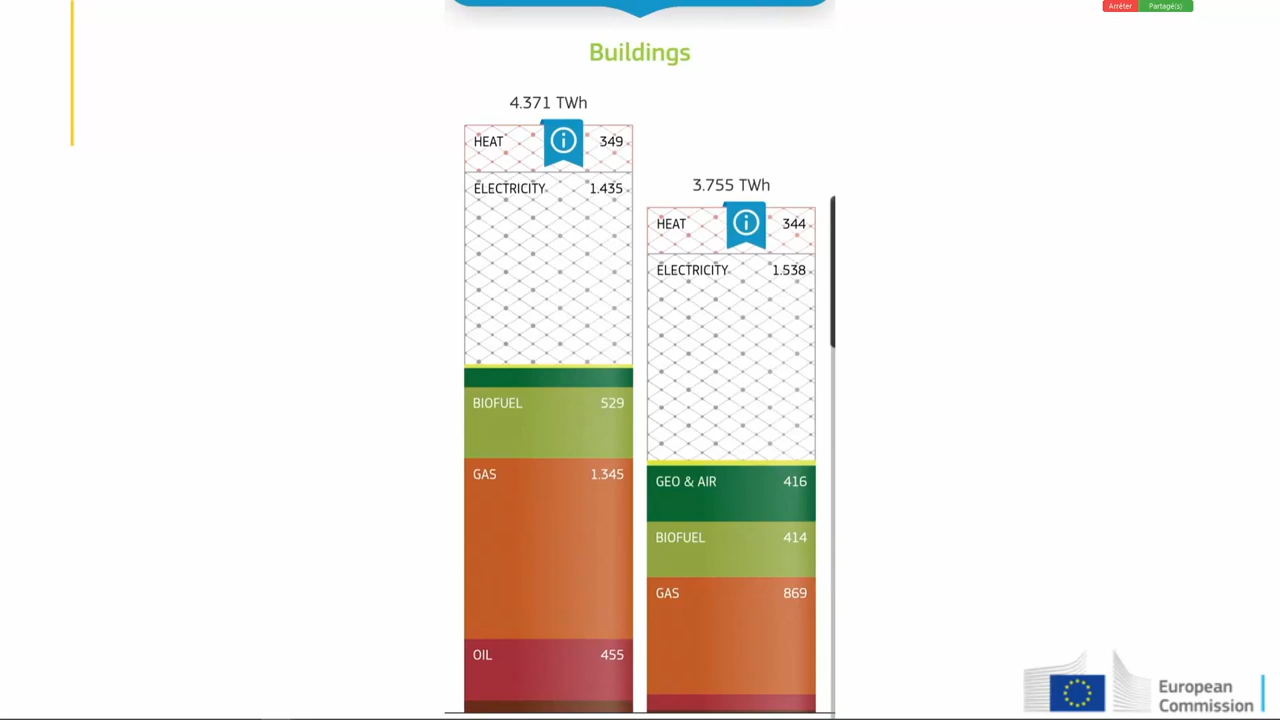 Arrêter Partagé(s)
Buildings
4.371 TWh
HEAT 349
ELECTRICITY 1.435
BIOFUEL 529
GAS 1.345
OIL 455
3.755 TWh
HEAT 344
ELECTRICITY 1.538
GEO & AIR 416
BIOFUEL 414
GAS 869
European
Commission